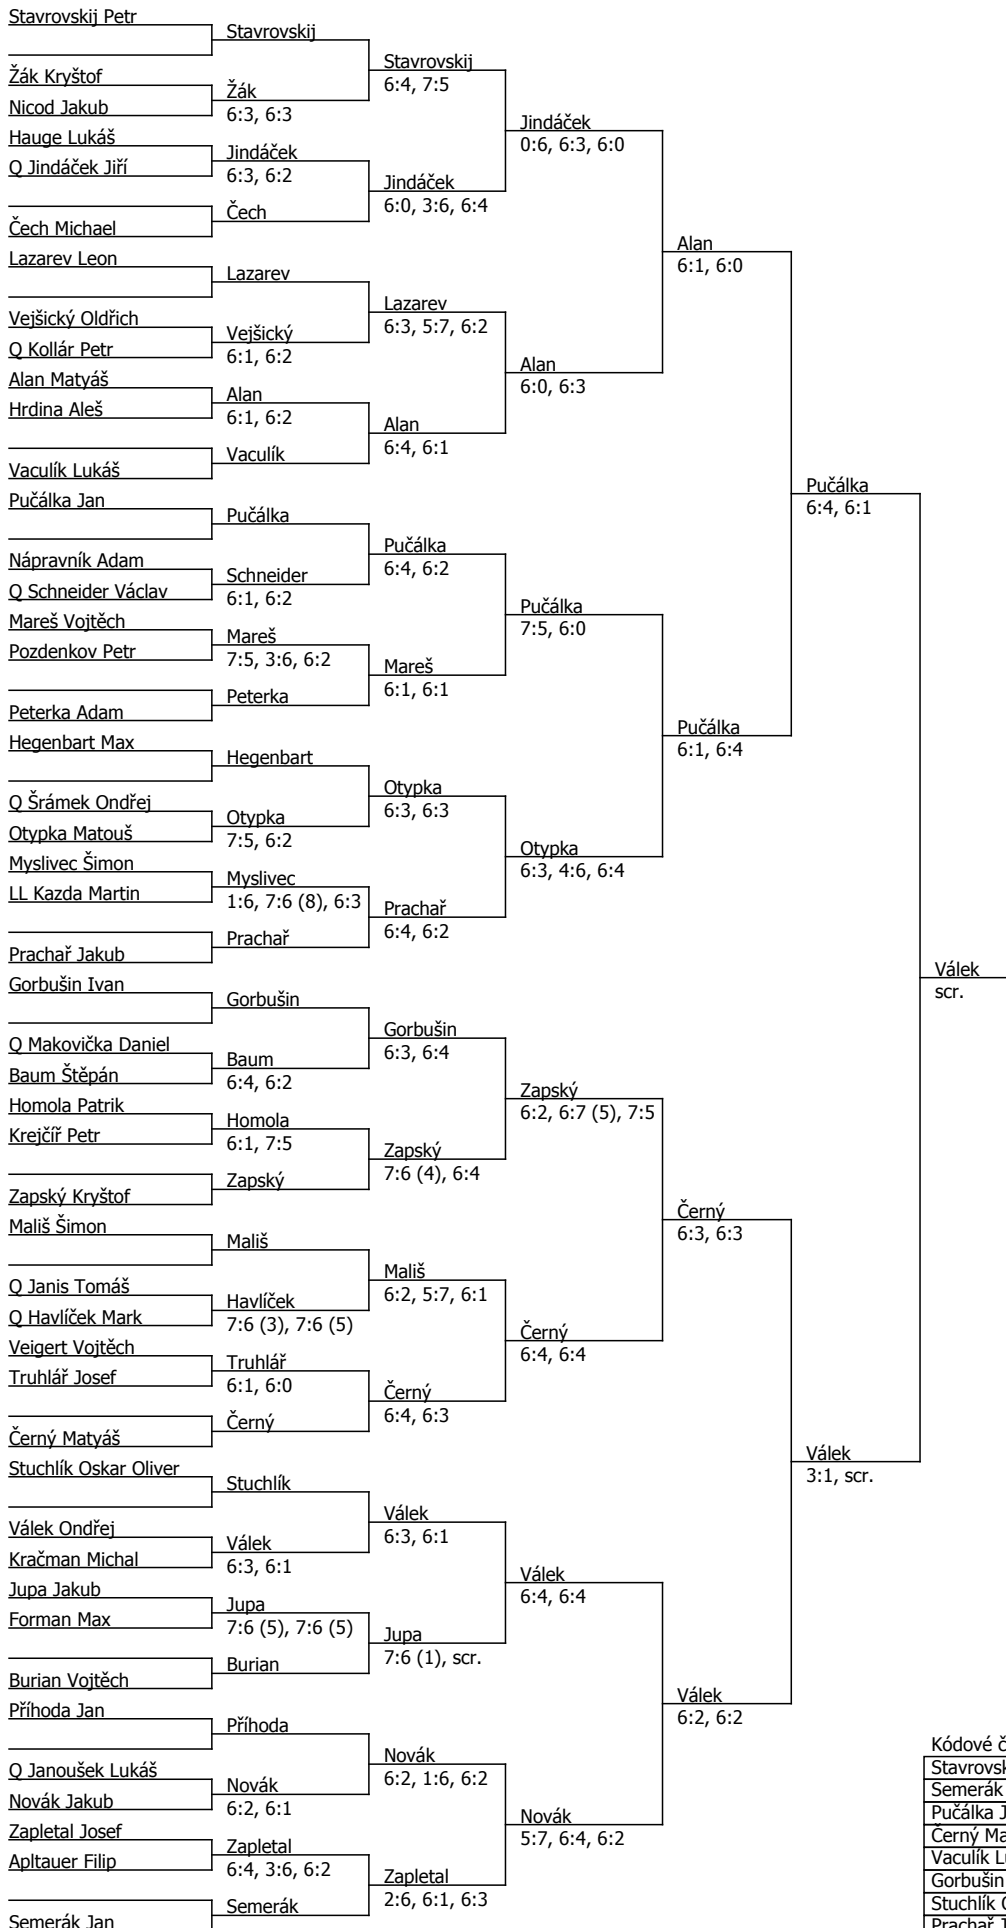 Stavrovskij Petr
Stavrovskij
Stavrovskij
6:4, 7:5
Žák Kryštof
Žák
Nicod Jakub
6:3, 6:3
Jindáček
0:6, 6:3, 6:0
Hauge Lukáš
Jindáček
Q Jindáček Jiří
6:3, 6:2
Jindáček
6:0, 3:6, 6:4
Čech
Čech Michael
Alan
6:1, 6:0
Lazarev Leon
Lazarev
Lazarev
6:3, 5:7, 6:2
Vejšický Oldřich
Vejšický
Q Kollár Petr
6:1, 6:2
Alan
6:0, 6:3
Alan Matyáš
Alan
Hrdina Aleš
6:1, 6:2
Alan
6:4, 6:1
Vaculík
Vaculík Lukáš
Pučálka
6:4, 6:1
Pučálka Jan
Pučálka
Pučálka
6:4, 6:2
Nápravník Adam
Schneider
Q Schneider Václav
6:1, 6:2
Pučálka
7:5, 6:0
Mareš Vojtěch
Mareš
Pozdenkov Petr
7:5, 3:6, 6:2
Mareš
6:1, 6:1
Peterka
Peterka Adam
Pučálka
6:1, 6:4
Hegenbart Max
Hegenbart
Otypka
6:3, 6:3
Q Šrámek Ondřej
Otypka
Otypka Matouš
7:5, 6:2
Otypka
6:3, 4:6, 6:4
Myslivec Šimon
Myslivec
LL Kazda Martin
1:6, 7:6 (8), 6:3
Prachař
6:4, 6:2
Prachař
Prachař Jakub
Válek
scr.
Gorbušin Ivan
Gorbušin
Gorbušin
6:3, 6:4
Q Makovička Daniel
Baum
Baum Štěpán
6:4, 6:2
Zapský
6:2, 6:7 (5), 7:5
Homola Patrik
Homola
Krejčíř Petr
6:1, 7:5
Zapský
7:6 (4), 6:4
Zapský
Zapský Kryštof
Černý
6:3, 6:3
Mališ Šimon
Mališ
Mališ
6:2, 5:7, 6:1
Q Janis Tomáš
Havlíček
Q Havlíček Mark
7:6 (3), 7:6 (5)
Černý
6:4, 6:4
Veigert Vojtěch
Truhlář
Truhlář Josef
6:1, 6:0
Černý
6:4, 6:3
Černý
Černý Matyáš
Válek
3:1, scr.
Stuchlík Oskar Oliver
Stuchlík
Válek
6:3, 6:1
Válek Ondřej
Válek
Kračman Michal
6:3, 6:1
Válek
6:4, 6:4
Jupa Jakub
Jupa
Forman Max
7:6 (5), 7:6 (5)
Jupa
7:6 (1), scr.
Burian
Burian Vojtěch
Válek
6:2, 6:2
Příhoda Jan
Příhoda
Novák
6:2, 1:6, 6:2
Q Janoušek Lukáš
Novák
Novák Jakub
6:2, 6:1
Novák
5:7, 6:4, 6:2
Zapletal Josef
Zapletal
Apltauer Filip
6:4, 3:6, 6:2
Zapletal
2:6, 6:1, 6:3
Semerák
Semerák Jan
Kódové č
Stavrovsk
Semerák
Pučálka J
Černý Ma
Vaculík Lu
Gorbušin
Stuchlík O
Prachař J